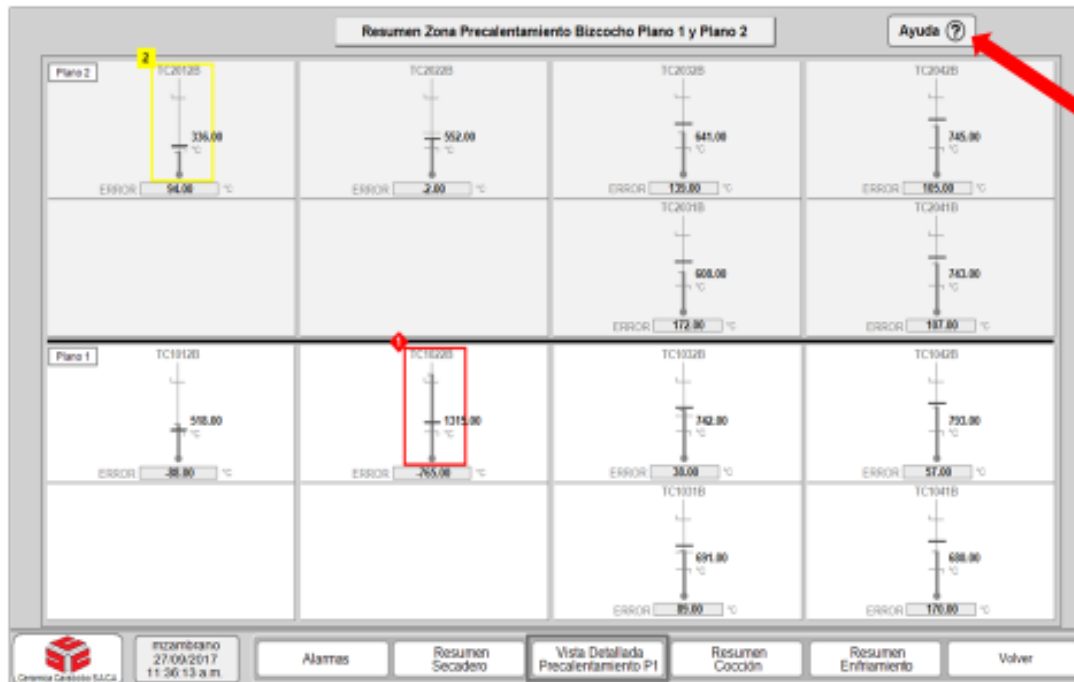 Resumen Zona Precalentamiento Bizcocho Plano 1 y Plano 2
Ayuda ?
Plano 2
2
TC2012B
336.00
°C
ERROR 94.00 °C
TC2022B
552.00
°C
ERROR -2.00 °C
TC2032B
641.00
°C
ERROR 139.00 °C
TC2042B
745.00
°C
ERROR 105.00 °C
TC2031B
608.00
°C
ERROR 172.00 °C
TC2041B
743.00
°C
ERROR 107.00 °C
Plano 1
TC1012B
518.00
°C
ERROR -88.00 °C
1
TC1022B
1315.00
°C
ERROR -765.00 °C
TC1032B
742.00
°C
ERROR 38.00 °C
TC1042B
793.00
°C
ERROR 57.00 °C
TC1031B
691.00
°C
ERROR 89.00 °C
TC1041B
680.00
°C
ERROR 170.00 °C
Cerámica Carabobo S.A.C.A.
mzambrano
27/09/2017
11:36:13 a.m.
Alarmas
Resumen
Secadero
Vista Detallada
Precalentamiento P1
Resumen
Cocción
Resumen
Enfriamiento
Volver